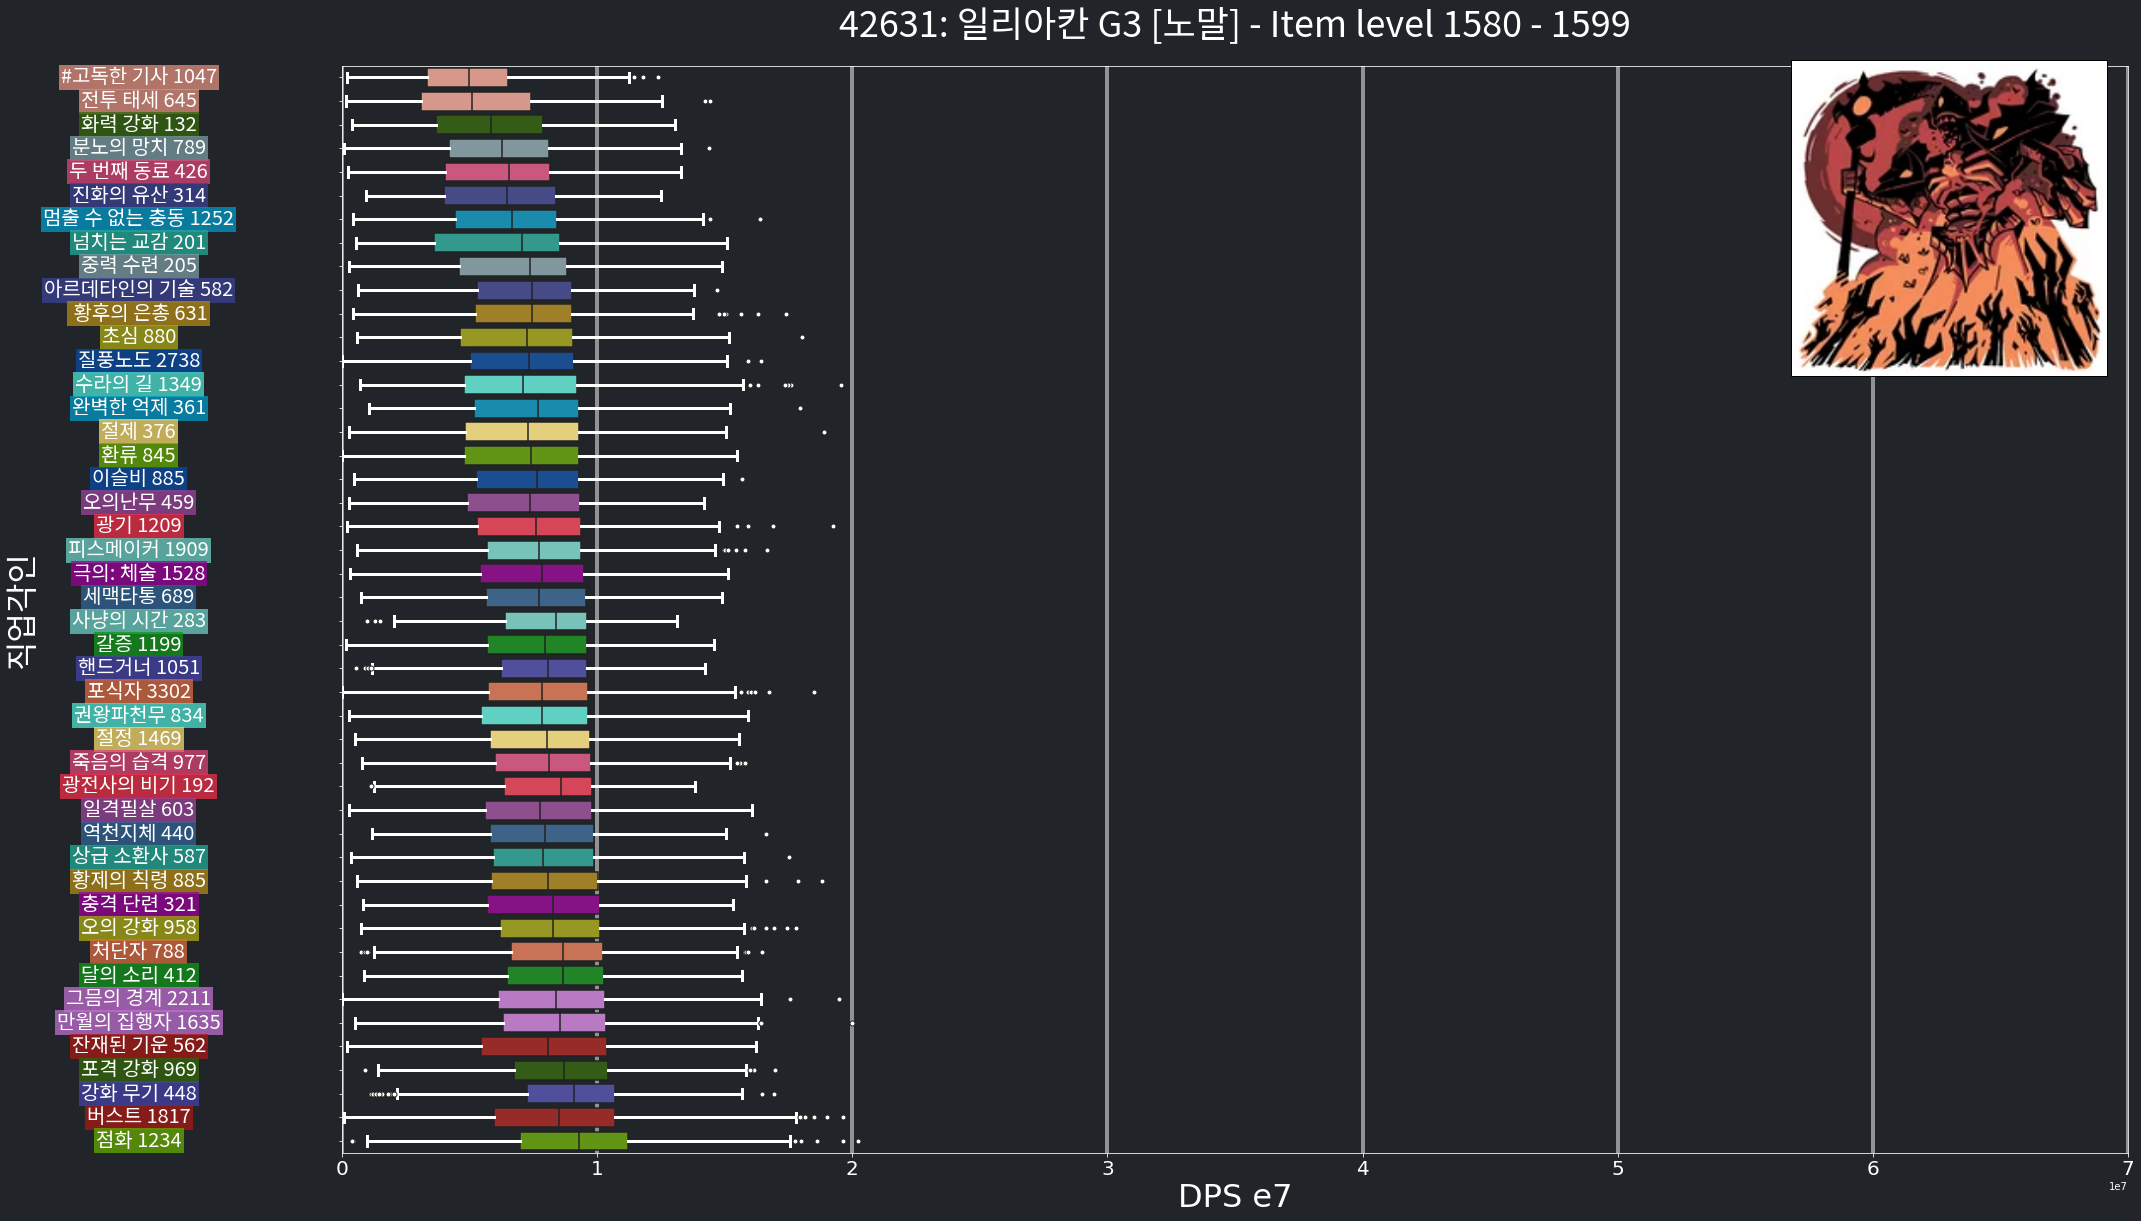 42631: 일리아칸 G3 [노말] - Item level 1580 - 1599
#고독한 기사 1047
전투 태세 645
화력 강화 132
분노의 망치 789
두 번째 동료 426
진화의 유산 314
멈출 수 없는 충동 1252
넘치는 교감 201
중력 수련 205
아르데타인의 기술 582
황후의 은총 631
초심 880
질풍노도 2738
수라의 길 1349
완벽한 억제 361
절제 376
환류 845
이슬비 885
오의난무 459
광기 1209
피스메이커 1909
극의: 체술 1528
세맥타통 689
사냥의 시간 283
갈증 1199
핸드거너 1051
포식자 3302
권왕파천무 834
절정 1469
죽음의 습격 977
광전사의 비기 192
일격필살 603
역천지체 440
상급 소환사 587
황제의 칙령 885
충격 단련 321
오의 강화 958
처단자 788
달의 소리 412
그믐의 경계 2211
만월의 집행자 1635
잔재된 기운 562
포격 강화 969
강화 무기 448
버스트 1817
점화 1234
직업각인
0 1 2 3 4 5 6 7
1e7
DPS e7